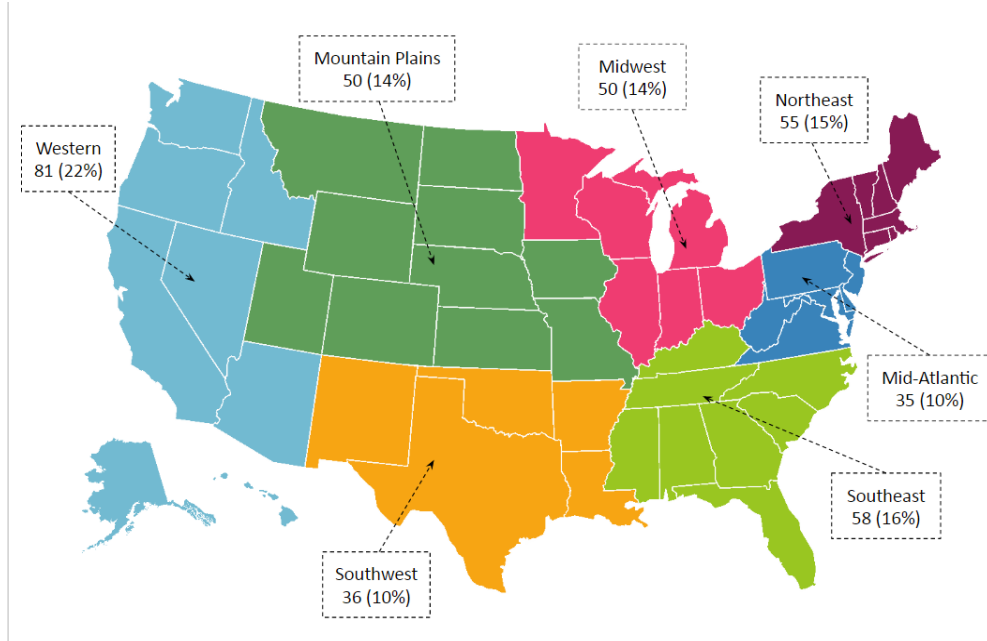 Mountain Plains
50 (14%)
Midwest
50 (14%)
Northeast
55 (15%)
Western
81 (22%)
Mid-Atlantic
35 (10%)
Southeast
58 (16%)
Southwest
36 (10%)